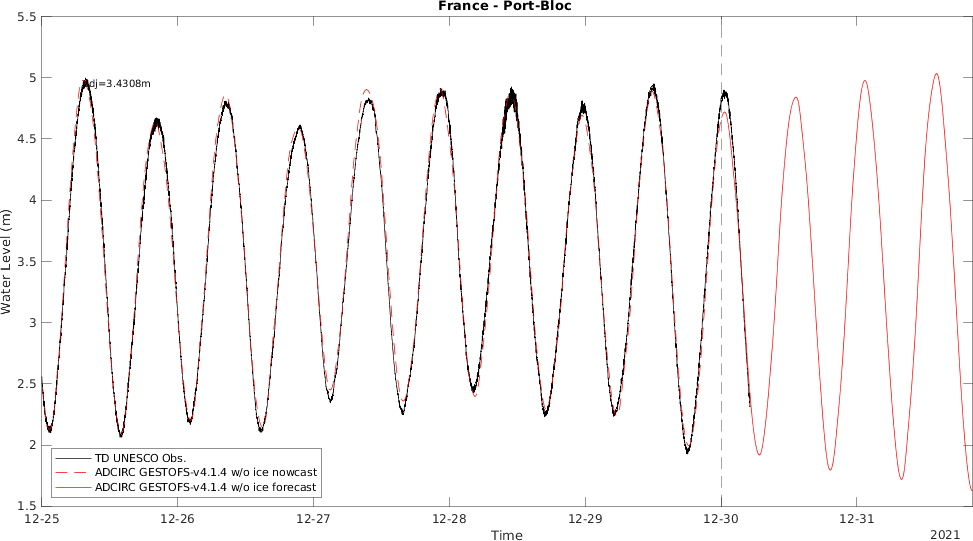 France - Port-Bloc
5.5
5
4.5
4
3.5
3
2.5
2
1.5
Water Level (m)
dj=3.4308m
TD UNESCO Obs.
ADCIRC GESTOFS-v4.1.4 w/o ice nowcast
ADCIRC GESTOFS-v4.1.4 w/o ice forecast
12-25
12-26
12-27
12-28
12-29
12-30
12-31
Time
2021